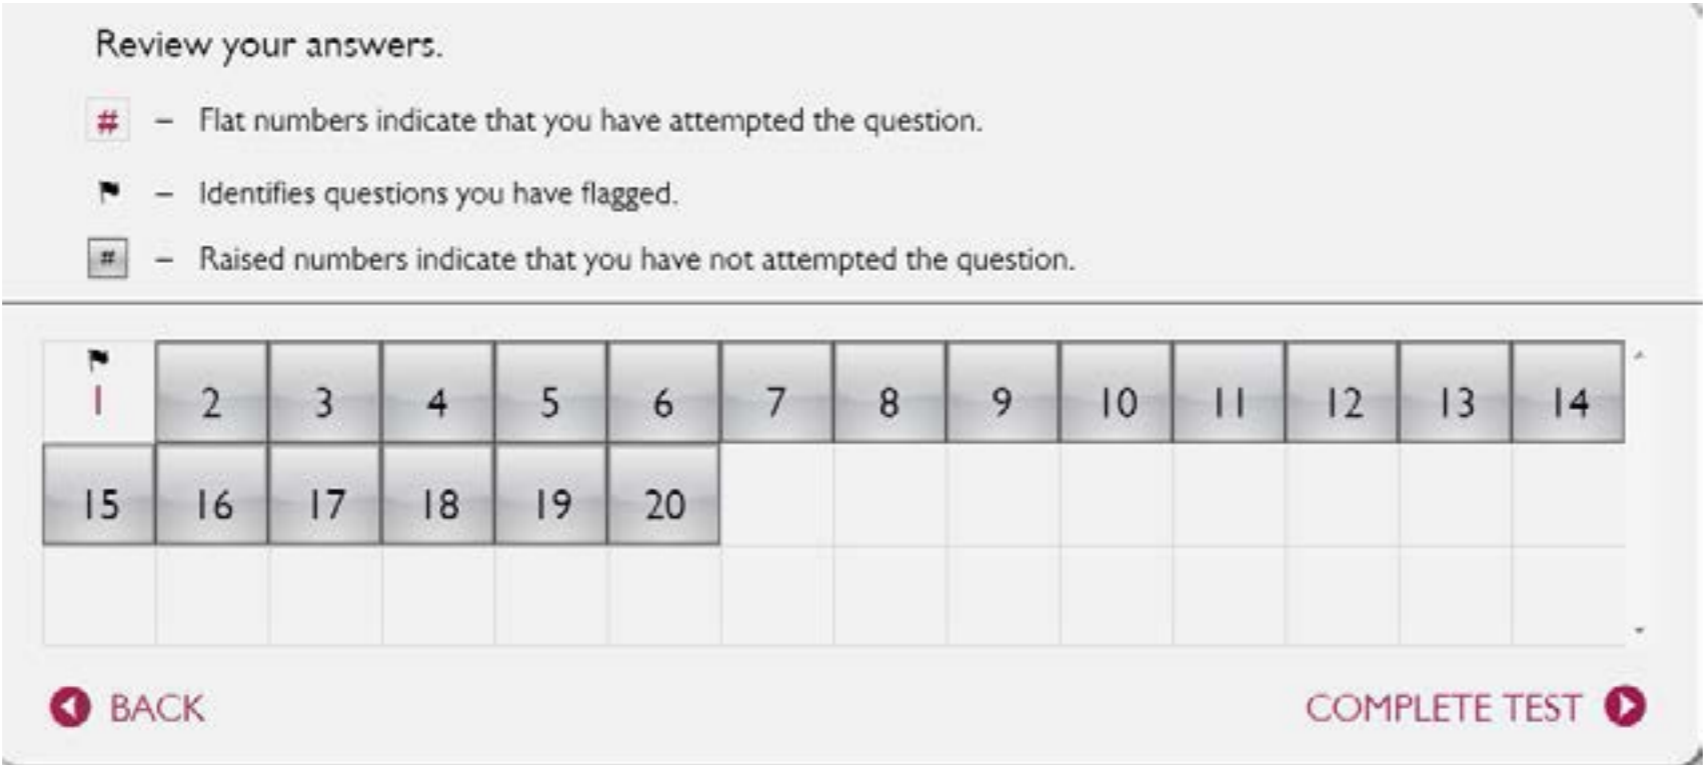 Review your answers.
# – Flat numbers indicate that you have attempted the question.
– Identifies questions you have flagged.
# – Raised numbers indicate that you have not attempted the question.
1 2 3 4 5 6 7 8 9 10 11 12 13 14
15 16 17 18 19 20
BACK COMPLETE TEST